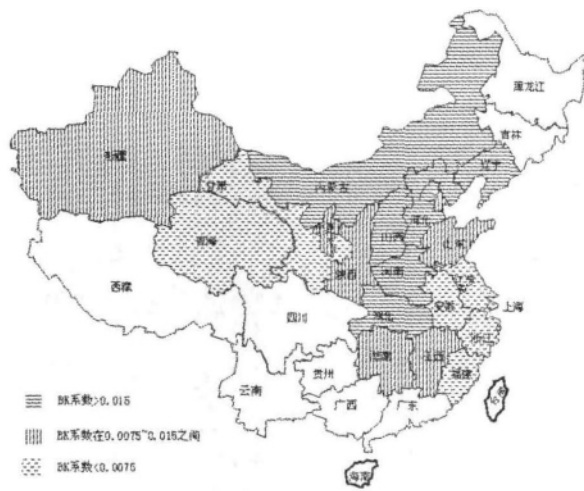 黑龙江
吉林
辽宁
新疆
甘肃
内蒙古
青海
山西
河北
山东
陕西
河南
西藏
四川
湖北
安徽
江苏
上海
浙江
湖南
江西
福建
贵州
云南
广西
广东
海南
BK系数>0.015
BK系数在0.0075~0.015之间
BK系数<0.0075